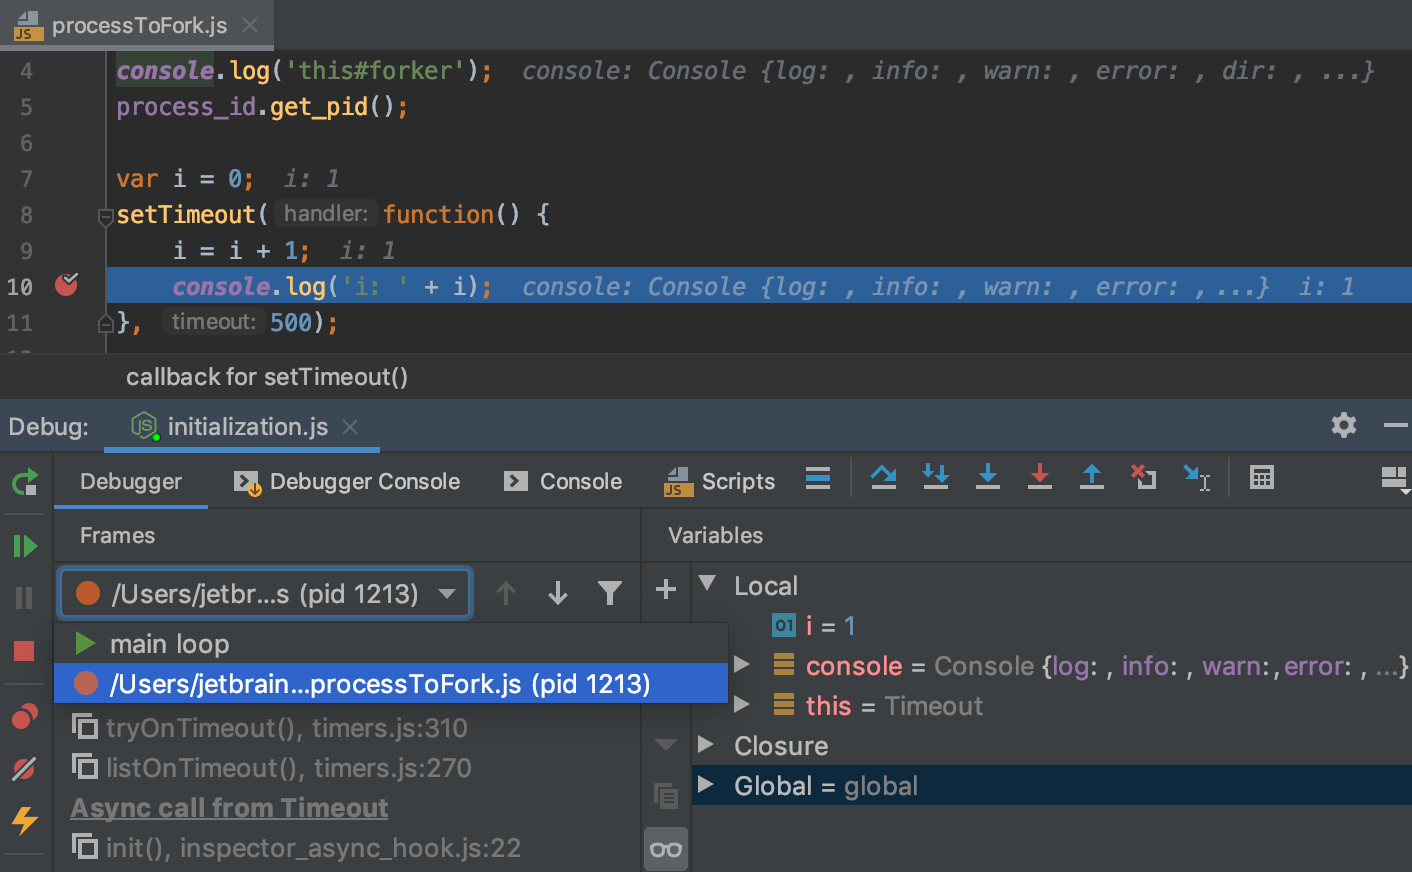 JS processToFork.js
4 console.log('this#forker'); console: Console {log: , info: , warn: , error: , dir: , ...}
5 process_id.get_pid();
6
7 var i = 0; i: 1
8 setTimeout( handler: function() {
9 i = i + 1; i: 1
10 console.log('i: ' + i); console: Console {log: , info: , warn: , error: , ...} i: 1
11 }, timeout: 500);
callback for setTimeout()
Debug: JS initialization.js
Debugger Debugger Console Console JS Scripts
Frames Variables
/Users/jetbr...s (pid 1213) Local
main loop 01 i = 1
/Users/jetbrain...processToFork.js (pid 1213) console = Console {log: , info: , warn:,error: , ...}
tryOnTimeout(), timers.js:310 this = Timeout
listOnTimeout(), timers.js:270 Closure
Async call from Timeout Global = global
init(), inspector_async_hook.js:22